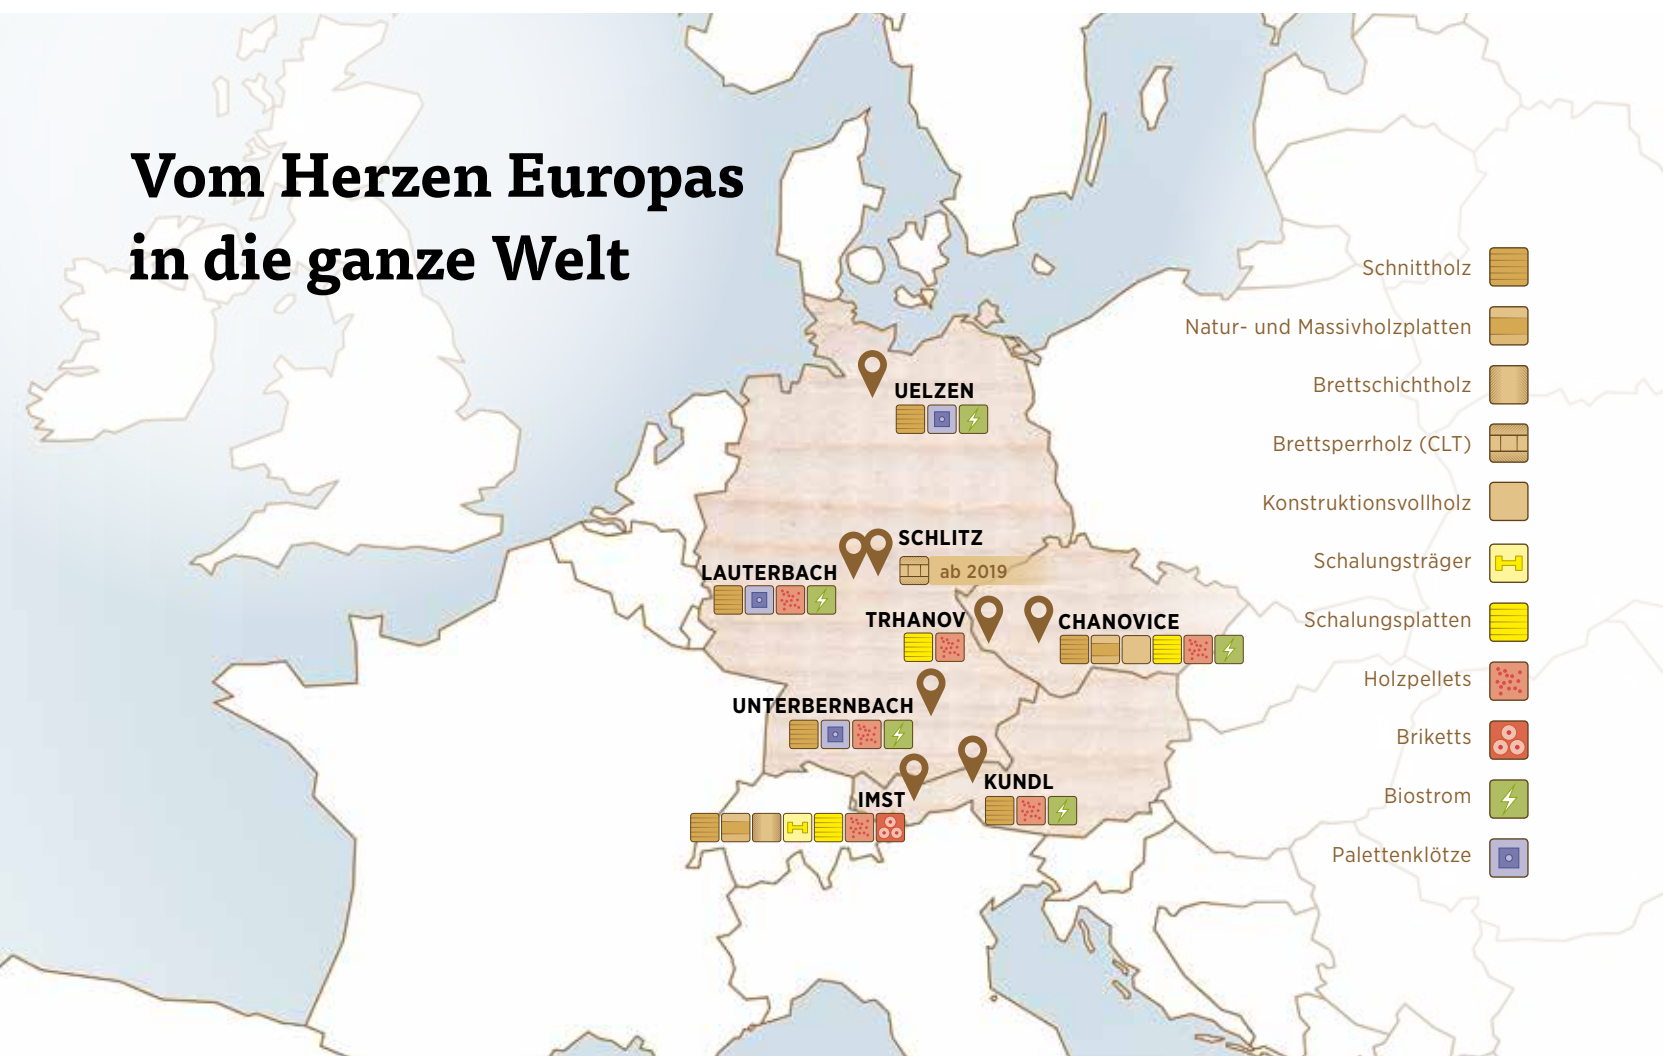 Vom Herzen Europas
in die ganze Welt
UELZEN
SCHLITZ
ab 2019
LAUTERBACH
TRHANOV
CHANOVICE
UNTERBERNBACH
KUNDL
IMST
Schnittholz
Natur- und Massivholzplatten
Brettschichtholz
Brettsperrholz (CLT)
Konstruktionsvollholz
Schalungsträger
Schalungsplatten
Holzpellets
Briketts
Biostrom
Palettenklötze